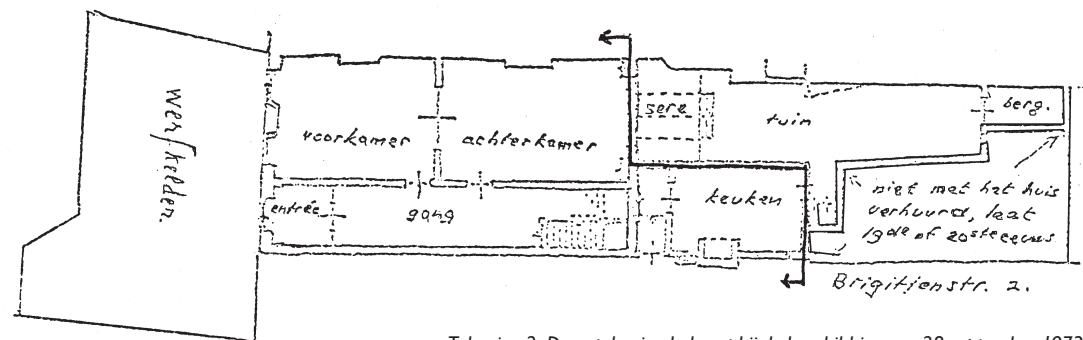 werfkelder.
voorkamer
achterkamer
entrée
gang
sere
tuin
berg.
keuken
niet met het huis
verhuurd, laat
19de of 20ste eeuws
Brigittenstr. 2.